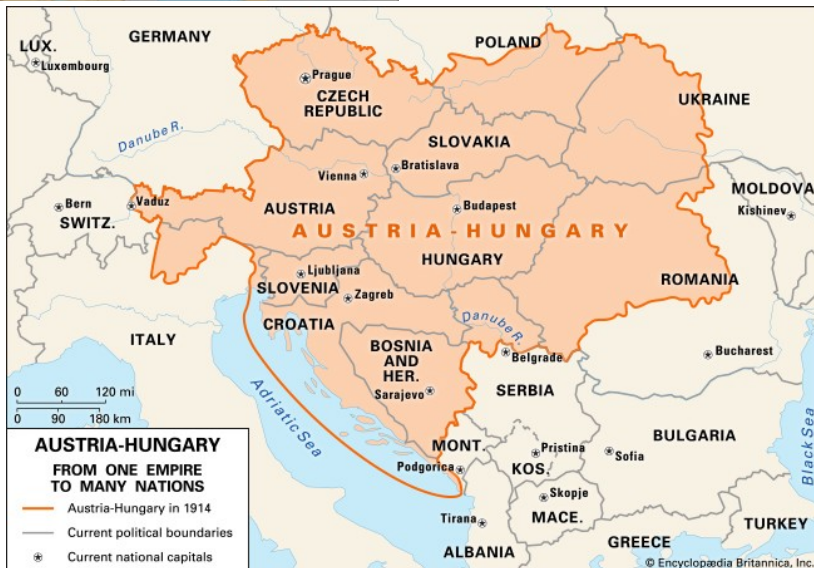 LUX.
Luxembourg
GERMANY
POLAND
Prague
CZECH
REPUBLIC
UKRAINE
Danube R.
SLOVAKIA
Vienna
Bratislava
MOLDOVA
Kishinev
Bern
Vaduz
SWITZ.
AUSTRIA
Budapest
AUSTRIA-HUNGARY
HUNGARY
ROMANIA
Ljubljana
SLOVENIA
Zagreb
CROATIA
Danube R.
ITALY
BOSNIA
AND
HER.
Sarajevo
Belgrade
Bucharest
SERBIA
0 60 120 mi
0 90 180 km
Adriatic Sea
MONT.
Podgorica
Pristina
KOS.
Sofia
BULGARIA
Black Sea
Skopje
MACE.
Tirana
ALBANIA
GREECE
TURKEY
AUSTRIA-HUNGARY
FROM ONE EMPIRE
TO MANY NATIONS
Austria-Hungary in 1914
Current political boundaries
Current national capitals
© Encyclopædia Britannica, Inc.